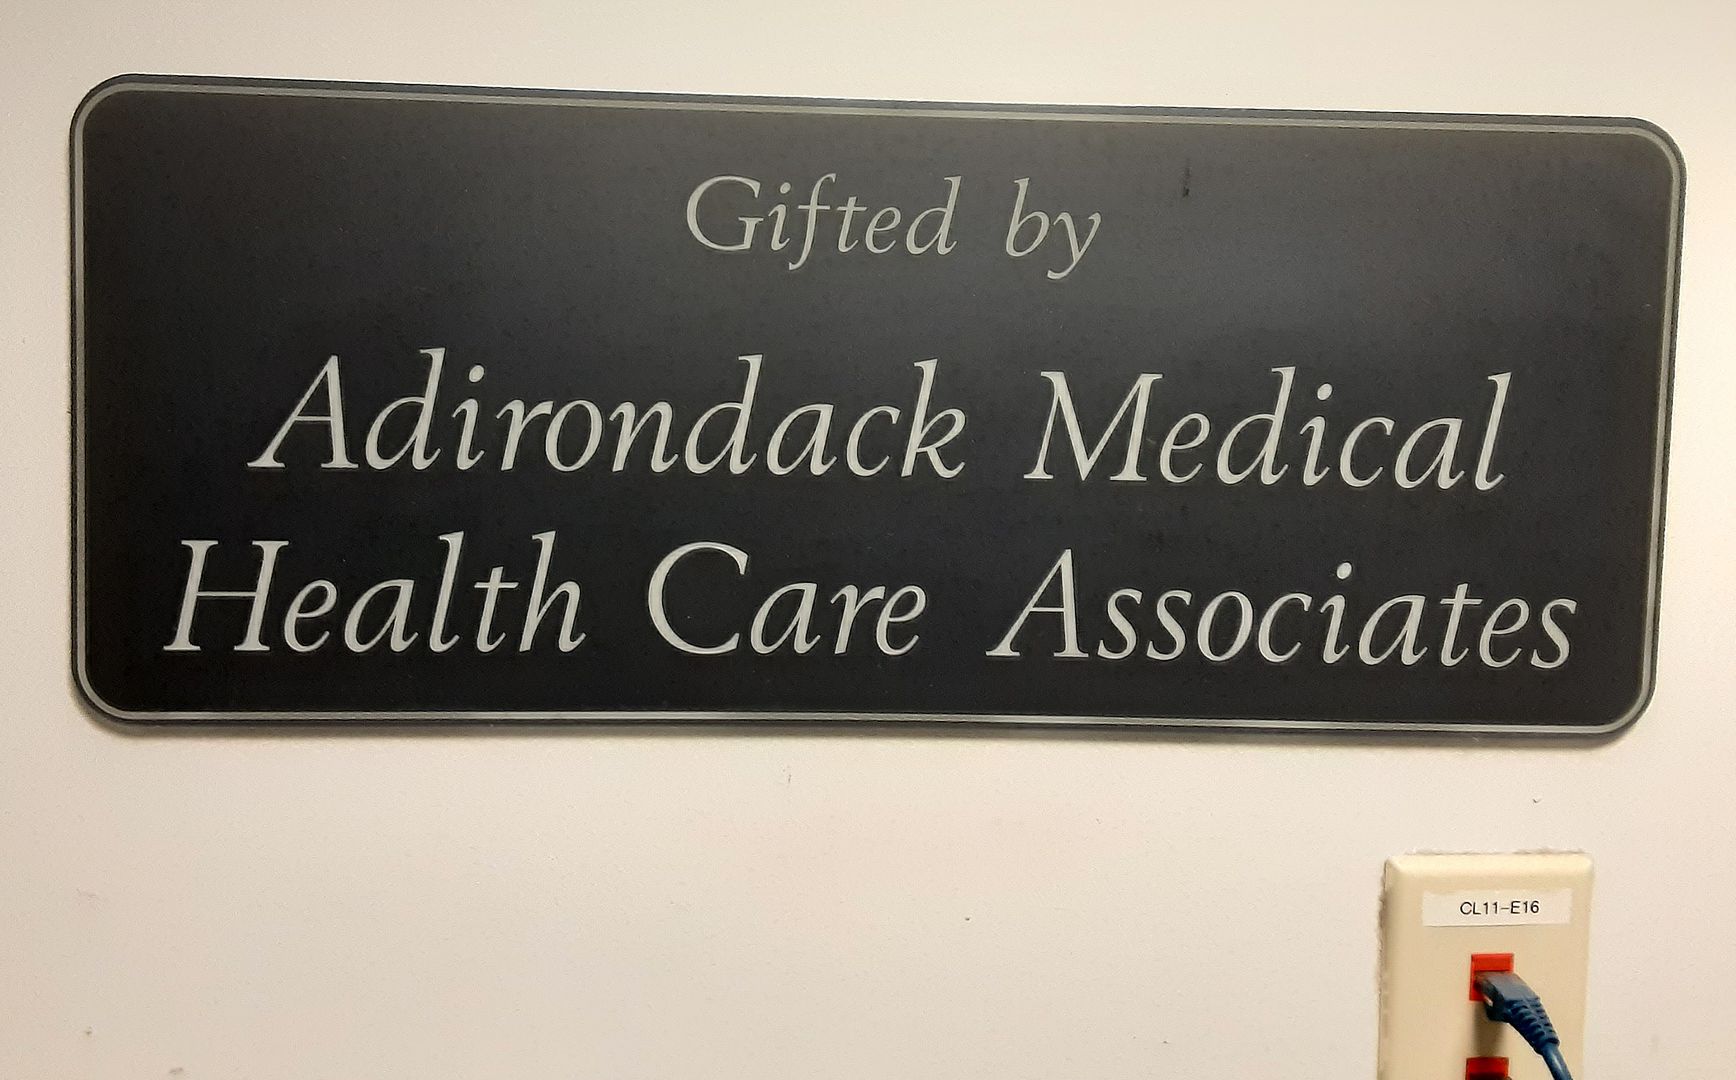 Gifted by
Adirondack Medical
Health Care Associates
CL11-E16